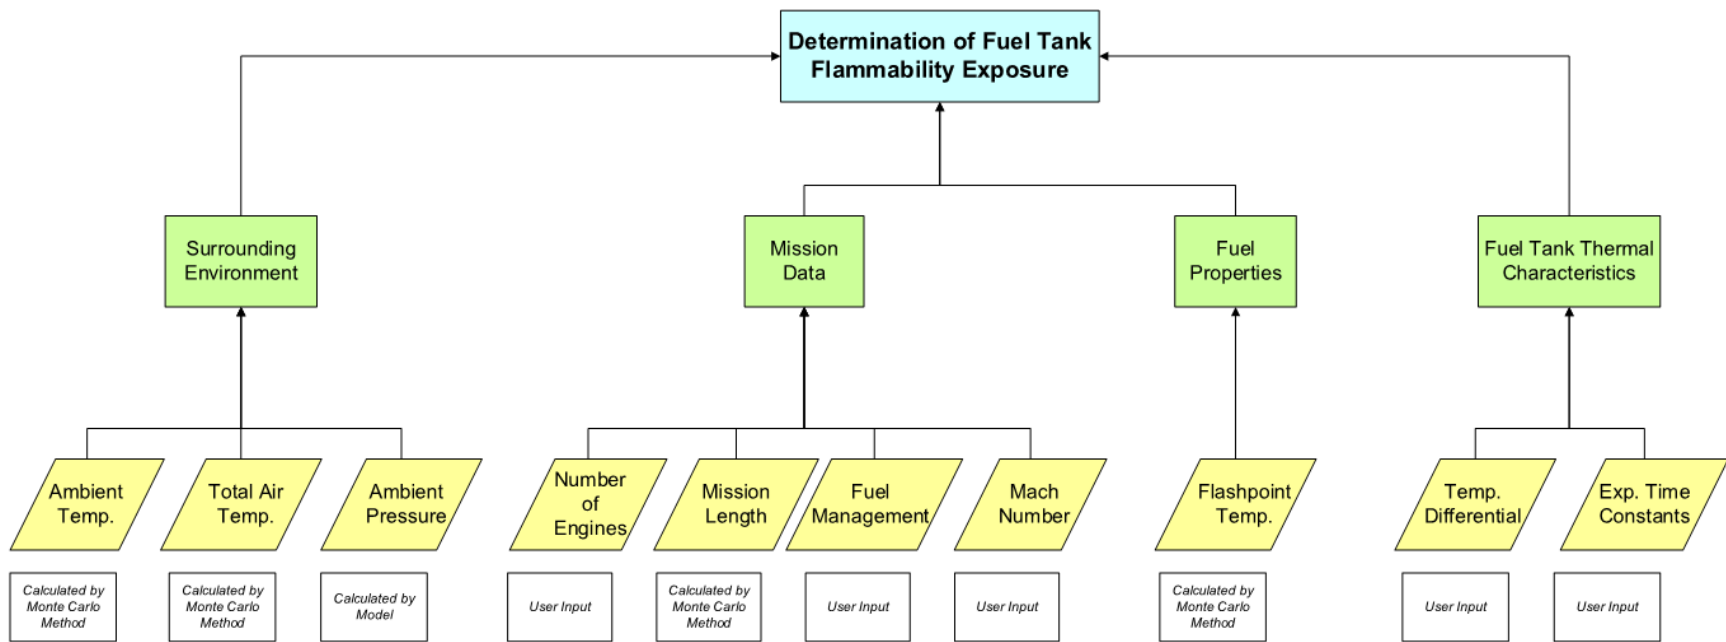 Determination of Fuel Tank
Flammability Exposure
Surrounding
Environment
Mission
Data
Fuel
Properties
Fuel Tank Thermal
Characteristics
Ambient
Temp.
Total Air
Temp.
Ambient
Pressure
Number
of
Engines
Mission
Length
Fuel
Management
Mach
Number
Flashpoint
Temp.
Temp.
Differential
Exp. Time
Constants
Calculated by
Monte Carlo
Method
Calculated by
Monte Carlo
Method
Calculated by
Model
User Input
Calculated by
Monte Carlo
Method
User Input
User Input
Calculated by
Monte Carlo
Method
User Input
User Input